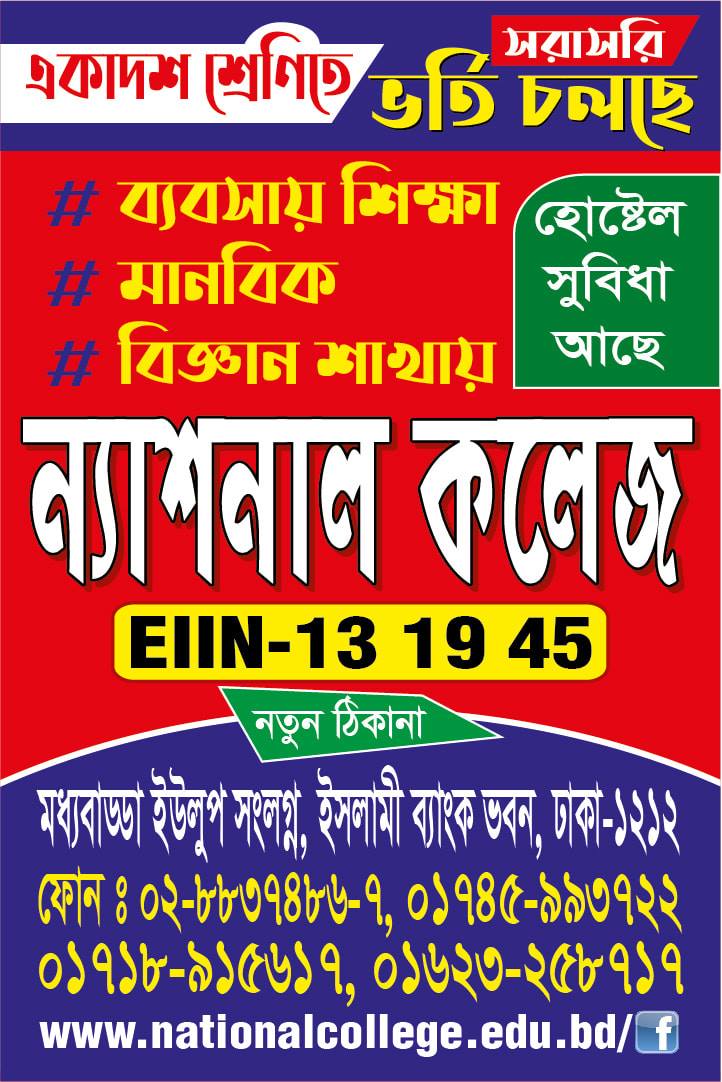 একাদশ শ্রেণিতে সরাসরি
ভর্তি চলছে
# ব্যবসায় শিক্ষা
# মানবিক
# বিজ্ঞান শাখায়
হোষ্টেল
সুবিধা
আছে
ন্যাশনাল কলেজ
EIIN-13 19 45
নতুন ঠিকানা
মধ্যবাড্ডা ইউলুপ সংলগ্ন, ইসলামী ব্যাংক ভবন, ঢাকা-১২১২
ফোন : ০২-৮৮৩৭৪৮৬-৭, ০১৭৪৫-৯৯৩৭২২
০১৭১৮-৯১৫৬১৭, ০১৬২৩-২৫৮৭১৭
www.nationalcollege.edu.bd/f